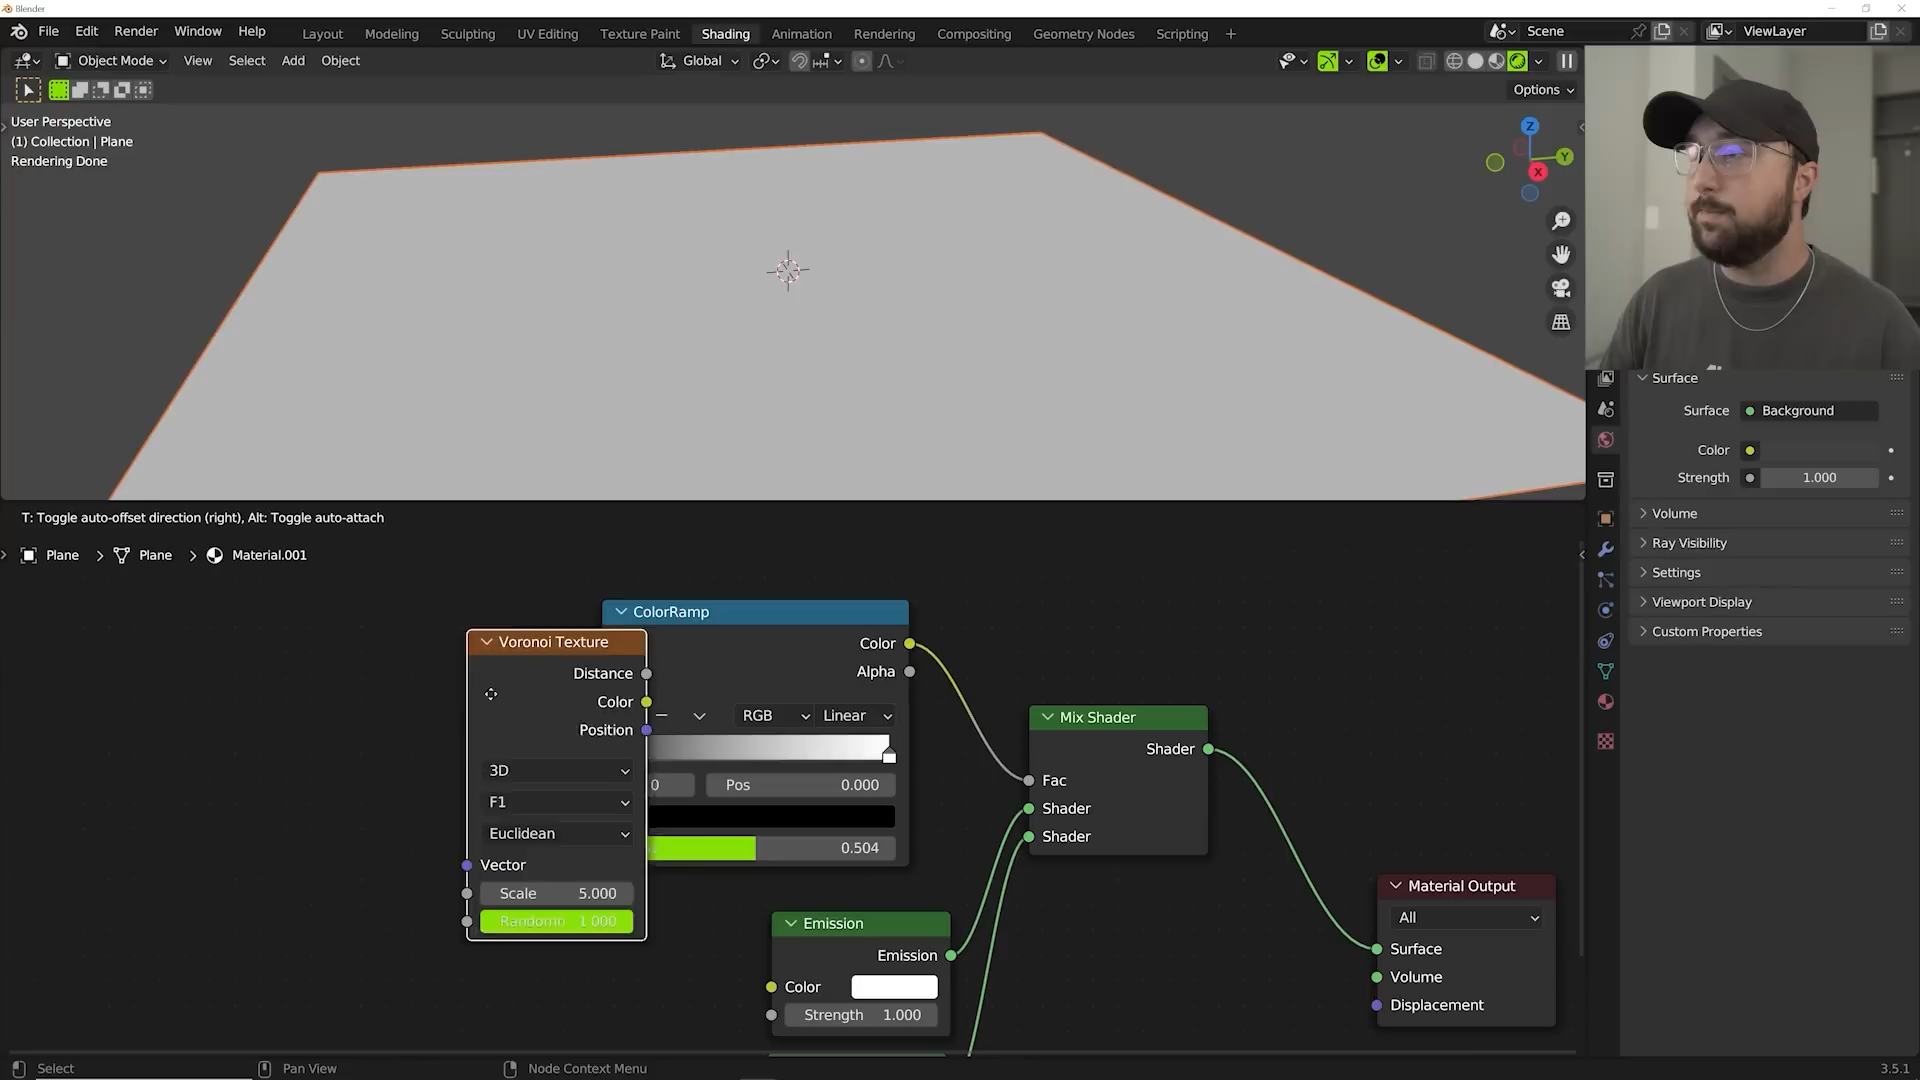 Blender
File Edit Render Window Help
Layout Modeling Sculpting UV Editing Texture Paint Shading Animation Rendering Compositing Geometry Nodes Scripting +
Scene
ViewLayer
Object Mode View Select Add Object
Global
Options
User Perspective
(1) Collection | Plane
Rendering Done
Z
Y
X
Surface
Surface Background
Color
Strength 1.000
Volume
Ray Visibility
Settings
Viewport Display
Custom Properties
T: Toggle auto-offset direction (right), Alt: Toggle auto-attach
Plane > Plane > Material.001
ColorRamp
Color
Alpha
RGB Linear
0 Pos 0.000
0.504
Voronoi Texture
Distance
Color
Position
3D
F1
Euclidean
Vector
Scale 5.000
Randomn 1.000
Mix Shader
Shader
Fac
Shader
Shader
Emission
Emission
Color
Strength 1.000
Material Output
All
Surface
Volume
Displacement
Select Pan View Node Context Menu
3.5.1